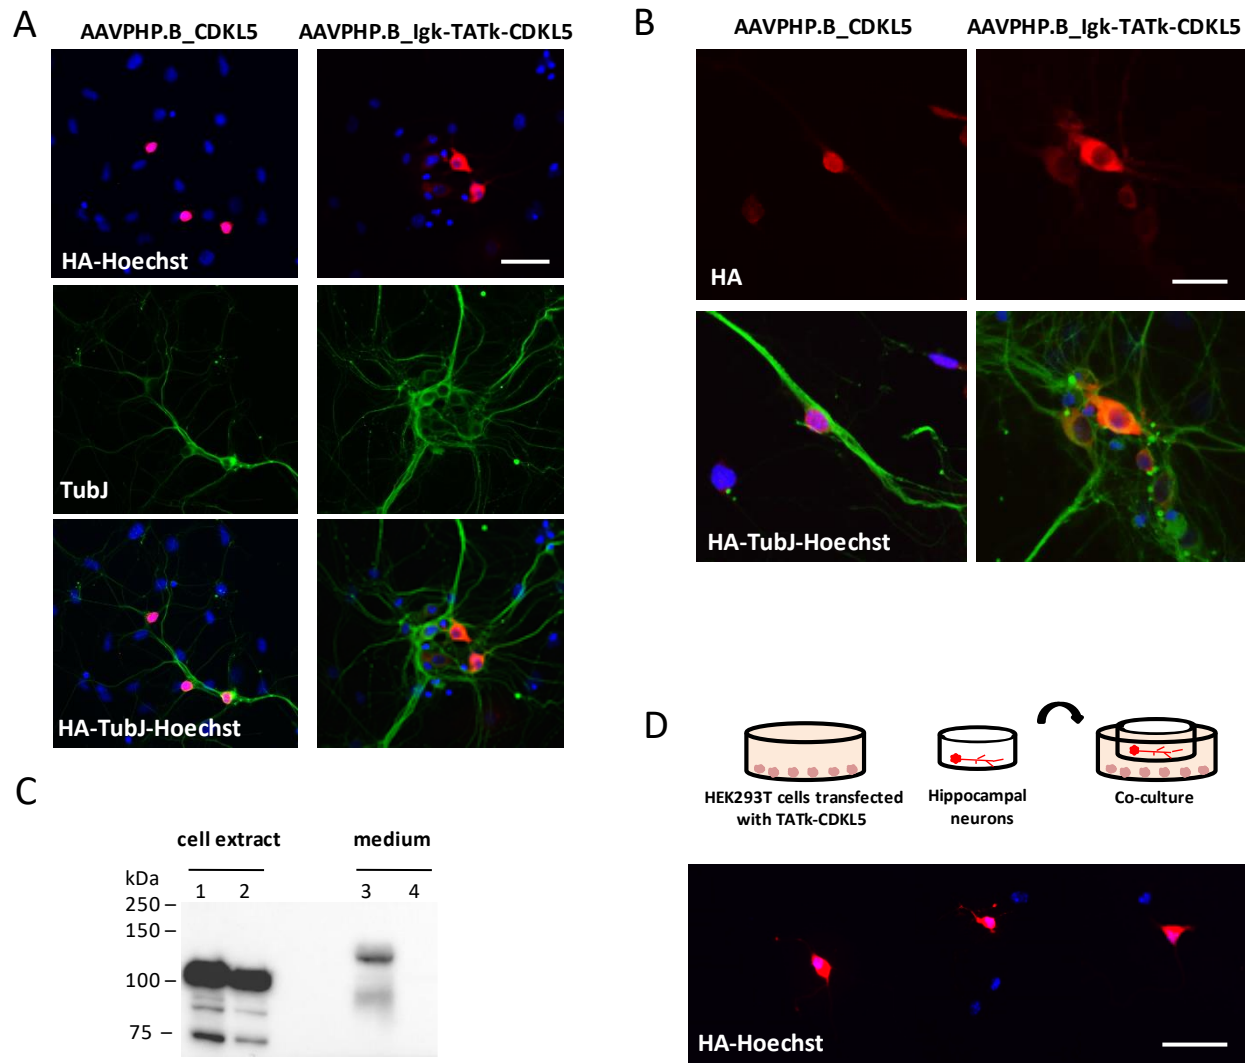 A
AAVPHP.B_CDKL5
AAVPHP.B_Igk-TATk-CDKL5
HA-Hoechst
TubJ
HA-TubJ-Hoechst
B
AAVPHP.B_CDKL5
AAVPHP.B_Igk-TATk-CDKL5
HA
HA-TubJ-Hoechst
C
cell extract
medium
kDa
1 2 3 4
250 –
150 –
100 –
75 –
D
HEK293T cells transfected
with TATk-CDKL5
Hippocampal
neurons
Co-culture
HA-Hoechst